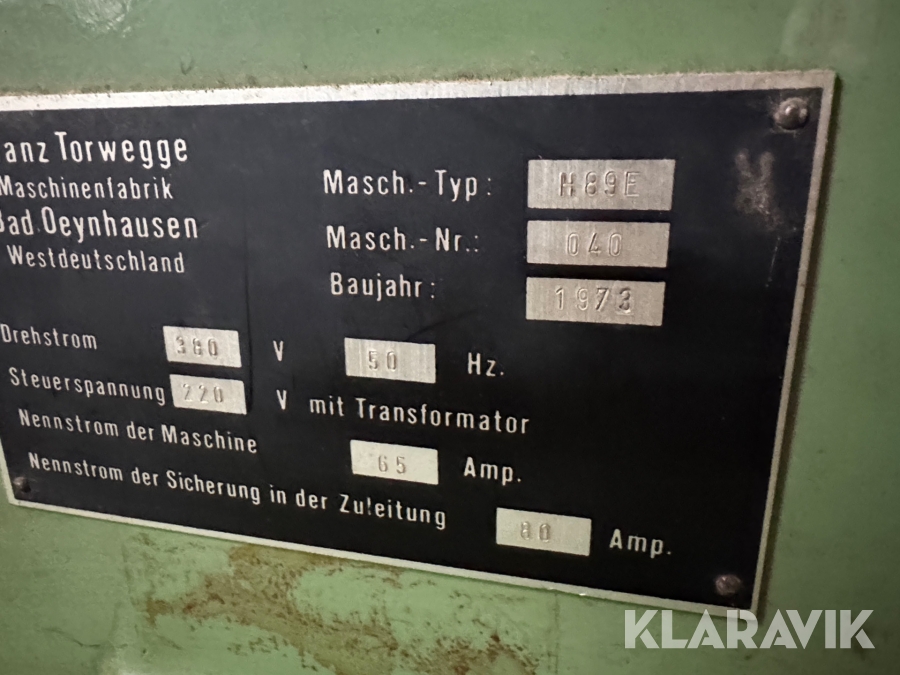 anz Torwegge
Maschinenfabrik
Bad Oeynhausen
Westdeutschland
Masch.-Typ: H89E
Masch.-Nr.: 040
Baujahr: 1973
Drehstrom 380 V 50 Hz.
Steuerspannung 220 V mit Transformator
Nennstrom der Maschine 65 Amp.
Nennstrom der Sicherung in der Zuleitung 80 Amp.
KLARAVIK